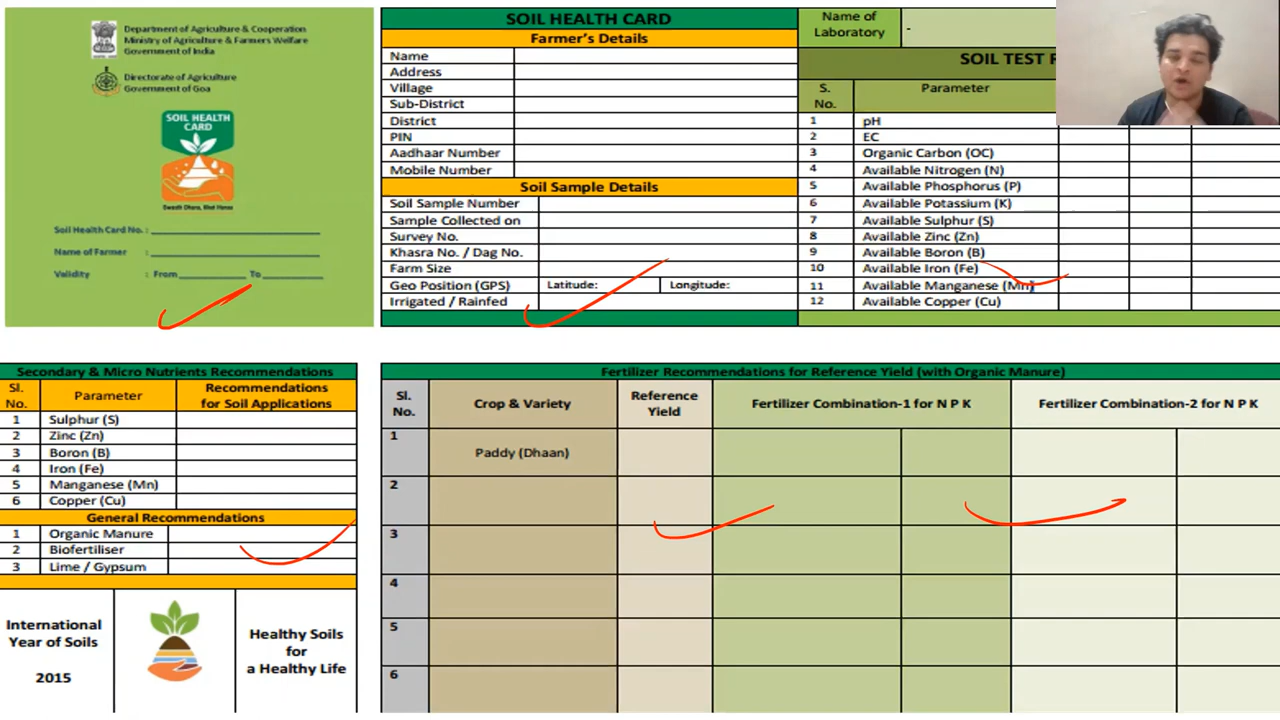 Department of Agriculture & Cooperation
Ministry of Agriculture & Farmers Welfare
Government of India
Directorate of Agriculture
Government of Goa
SOIL HEALTH
CARD
Swasth Dhara, Khet Haraa
Soil Health Card No. :
Name of Farmer :
Validity : From To
SOIL HEALTH CARD
Farmer's Details
Name
Address
Village
Sub-District
District
PIN
Aadhaar Number
Mobile Number
Soil Sample Details
Soil Sample Number
Sample Collected on
Survey No.
Khasra No. / Dag No.
Farm Size
Geo Position (GPS) Latitude: Longitude:
Irrigated / Rainfed
Name of
Laboratory -
SOIL TEST
S.
No. Parameter
1 pH
2 EC
3 Organic Carbon (OC)
4 Available Nitrogen (N)
5 Available Phosphorus (P)
6 Available Potassium (K)
7 Available Sulphur (S)
8 Available Zinc (Zn)
9 Available Boron (B)
10 Available Iron (Fe)
11 Available Manganese (Mn)
12 Available Copper (Cu)
Secondary & Micro Nutrients Recommendations
Sl.
No. Parameter Recommendations
for Soil Applications
1 Sulphur (S)
2 Zinc (Zn)
3 Boron (B)
4 Iron (Fe)
5 Manganese (Mn)
6 Copper (Cu)
General Recommendations
1 Organic Manure
2 Biofertiliser
3 Lime / Gypsum
International
Year of Soils
2015
Healthy Soils
for
a Healthy Life
Fertilizer Recommendations for Reference Yield (with Organic Manure)
Sl.
No. Crop & Variety Reference
Yield Fertilizer Combination-1 for N P K Fertilizer Combination-2 for N P K
1 Paddy (Dhaan)
2
3
4
5
6